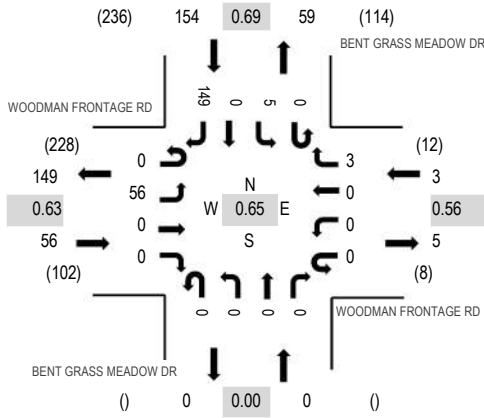 (236) 154 0.69 59 (114)
BENT GRASS MEADOW DR
149 0 5 0
WOODMAN FRONTAGE RD
(228) 0 3 (12)
149 56 N 0 3
0.63 W 0.65 E 0.56
56 0 S 0 5
(102) 0 0 (8)
0 0 0 0
WOODMAN FRONTAGE RD
BENT GRASS MEADOW DR
() 0 0.00 0 ()